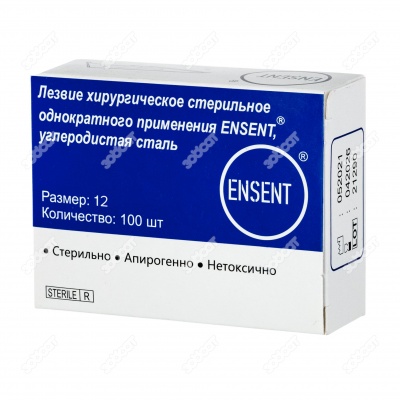 Лезвие хирургическое стерильное
однократного применения ENSENT,®
углеродистая сталь
ENSENT ®
Размер: 12
Количество: 100 шт
• Стерильно • Апирогенно • Нетоксично
STERILE R
: 052021
: 042026
LOT: 21290